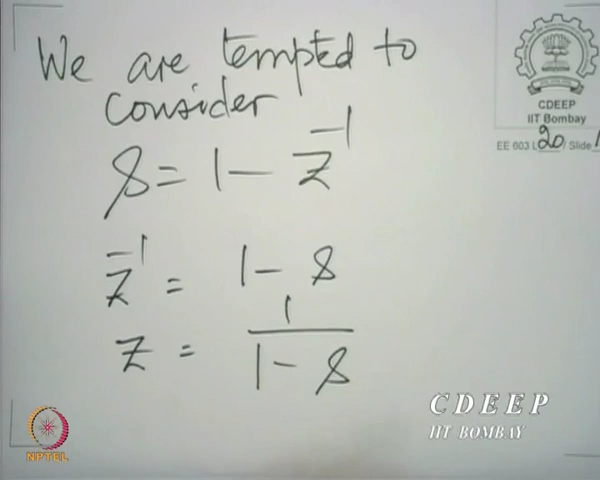 We are tempted to
consider
s = 1 - z^-1
z^-1 = 1 - s
z = 1 / (1 - s)
CDEEP
IIT Bombay
EE 603 L 20 / Slide 1
CDEEP
IIT BOMBAY
NPTEL